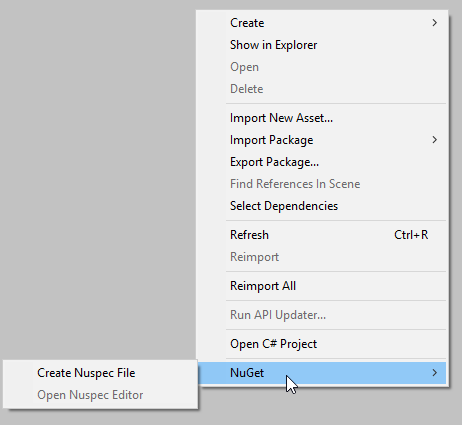 Create
Show in Explorer
Open
Delete
Import New Asset...
Import Package
Export Package...
Find References In Scene
Select Dependencies
Refresh Ctrl+R
Reimport
Reimport All
Run API Updater...
Open C# Project
NuGet
Create Nuspec File
Open Nuspec Editor